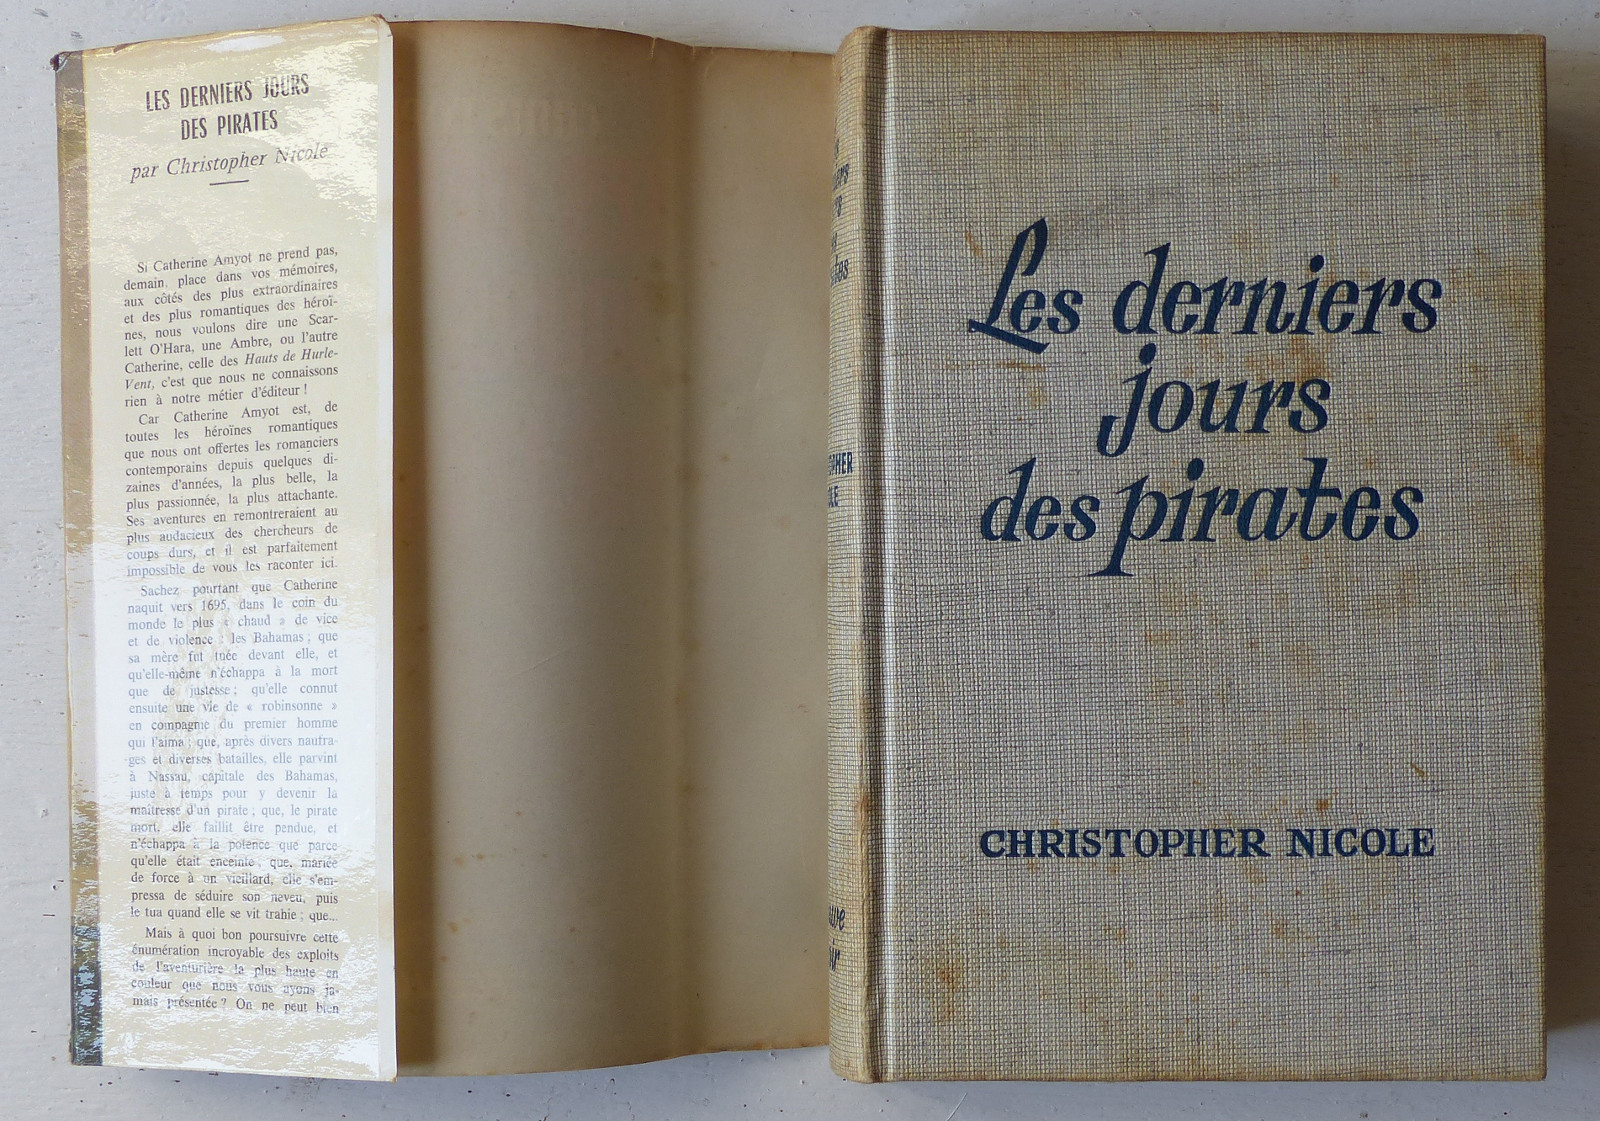 LES DERNIERS JOURS
DES PIRATES
par Christopher Nicole
Si Catherine Amyot ne prend pas,
demain, place dans vos mémoires,
aux côtés des plus extraordinaires
et des plus romantiques des héroï-
nes, nous voulons dire une Scar-
lett O'Hara, une Ambre, ou l'autre
Catherine, celle des Hauts de Hurle-
Vent, c'est que nous ne connaissons
rien à notre métier d'éditeur !
Car Catherine Amyot est, de
toutes les héroïnes romantiques
que nous ont offertes les romanciers
contemporains depuis quelques di-
zaines d'années, la plus belle, la
plus passionnée, la plus attachante.
Ses aventures en remontreraient au
plus audacieux des chercheurs de
coups durs, et il est parfaitement
impossible de vous les raconter ici.
Sachez pourtant que Catherine
naquit vers 1695, dans le coin du
monde le plus « chaud » de vice
et de violence : les Bahamas ; que
sa mère fut tuée devant elle, et
qu'elle-même n'échappa à la mort
que de justesse ; qu'elle connut
ensuite une vie de « robinsonne »
en compagnie du premier homme
qui l'aima ; que, après divers naufra-
ges et diverses batailles, elle parvint
à Nassau, capitale des Bahamas,
juste à temps pour y devenir la
maîtresse d'un pirate ; que, le pirate
mort, elle faillit être pendue, et
n'échappa à la potence que parce
qu'elle était enceinte ; que, mariée
de force à un vieillard, elle s'em-
pressa de séduire son neveu, puis
le tua quand elle se vit trahie ; que...
Mais à quoi bon poursuivre cette
énumération incroyable des exploits
de l'aventurière la plus haute en
couleur que nous vous ayons ja-
mais présentée ? On ne peut bien
Les derniers
jours
des pirates
CHRISTOPHER NICOLE